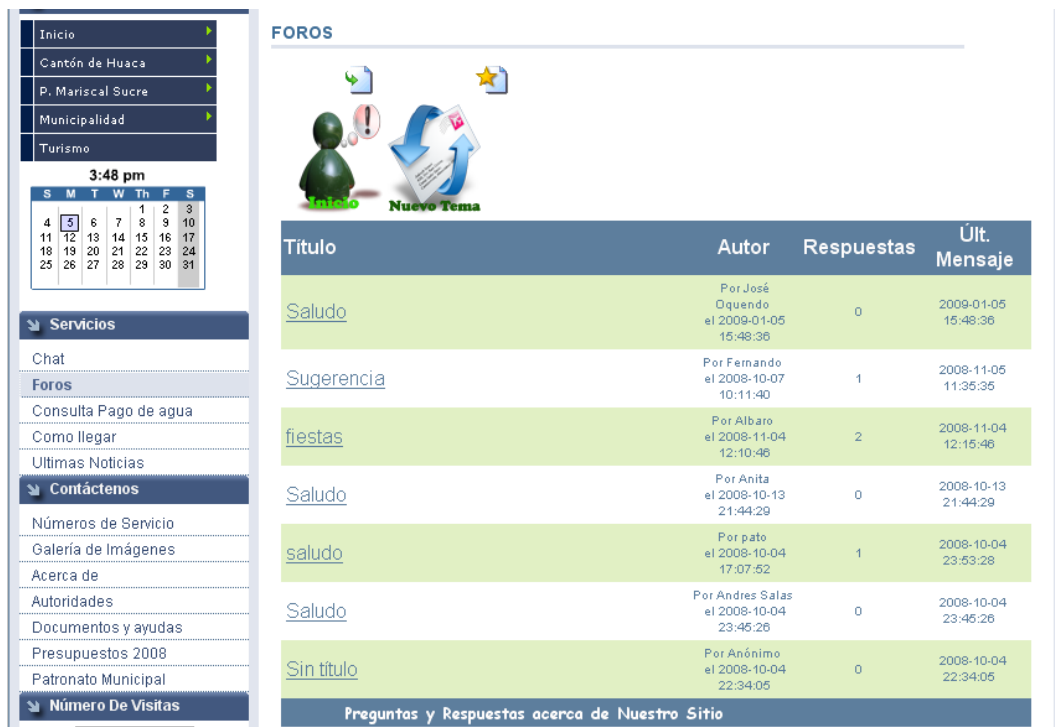 Inicio
Cantón de Huaca
P. Mariscal Sucre
Municipalidad
Turismo
3:48 pm
S M T W Th F S
1 2 3
4 5 6 7 8 9 10
11 12 13 14 15 16 17
18 19 20 21 22 23 24
25 26 27 28 29 30 31
Servicios
Chat
Foros
Consulta Pago de agua
Como llegar
Ultimas Noticias
Contáctenos
Números de Servicio
Galería de Imágenes
Acerca de
Autoridades
Documentos y ayudas
Presupuestos 2008
Patronato Municipal
Número De Visitas
FOROS
Inicio
Nuevo Tema
Título Autor Respuestas Últ.
Mensaje
Saludo
Por José
Oquendo
el 2009-01-05
15:48:36
0
2009-01-05
15:48:36
Sugerencia
Por Fernando
el 2008-10-07
10:11:40
1
2008-11-05
11:35:35
fiestas
Por Albaro
el 2008-11-04
12:10:46
2
2008-11-04
12:15:46
Saludo
Por Anita
el 2008-10-13
21:44:29
0
2008-10-13
21:44:29
saludo
Por pato
el 2008-10-04
17:07:52
1
2008-10-04
23:53:28
Saludo
Por Andres Salas
el 2008-10-04
23:45:26
0
2008-10-04
23:45:26
Sin título
Por Anónimo
el 2008-10-04
22:34:05
0
2008-10-04
22:34:05
Preguntas y Respuestas acerca de Nuestro Sitio